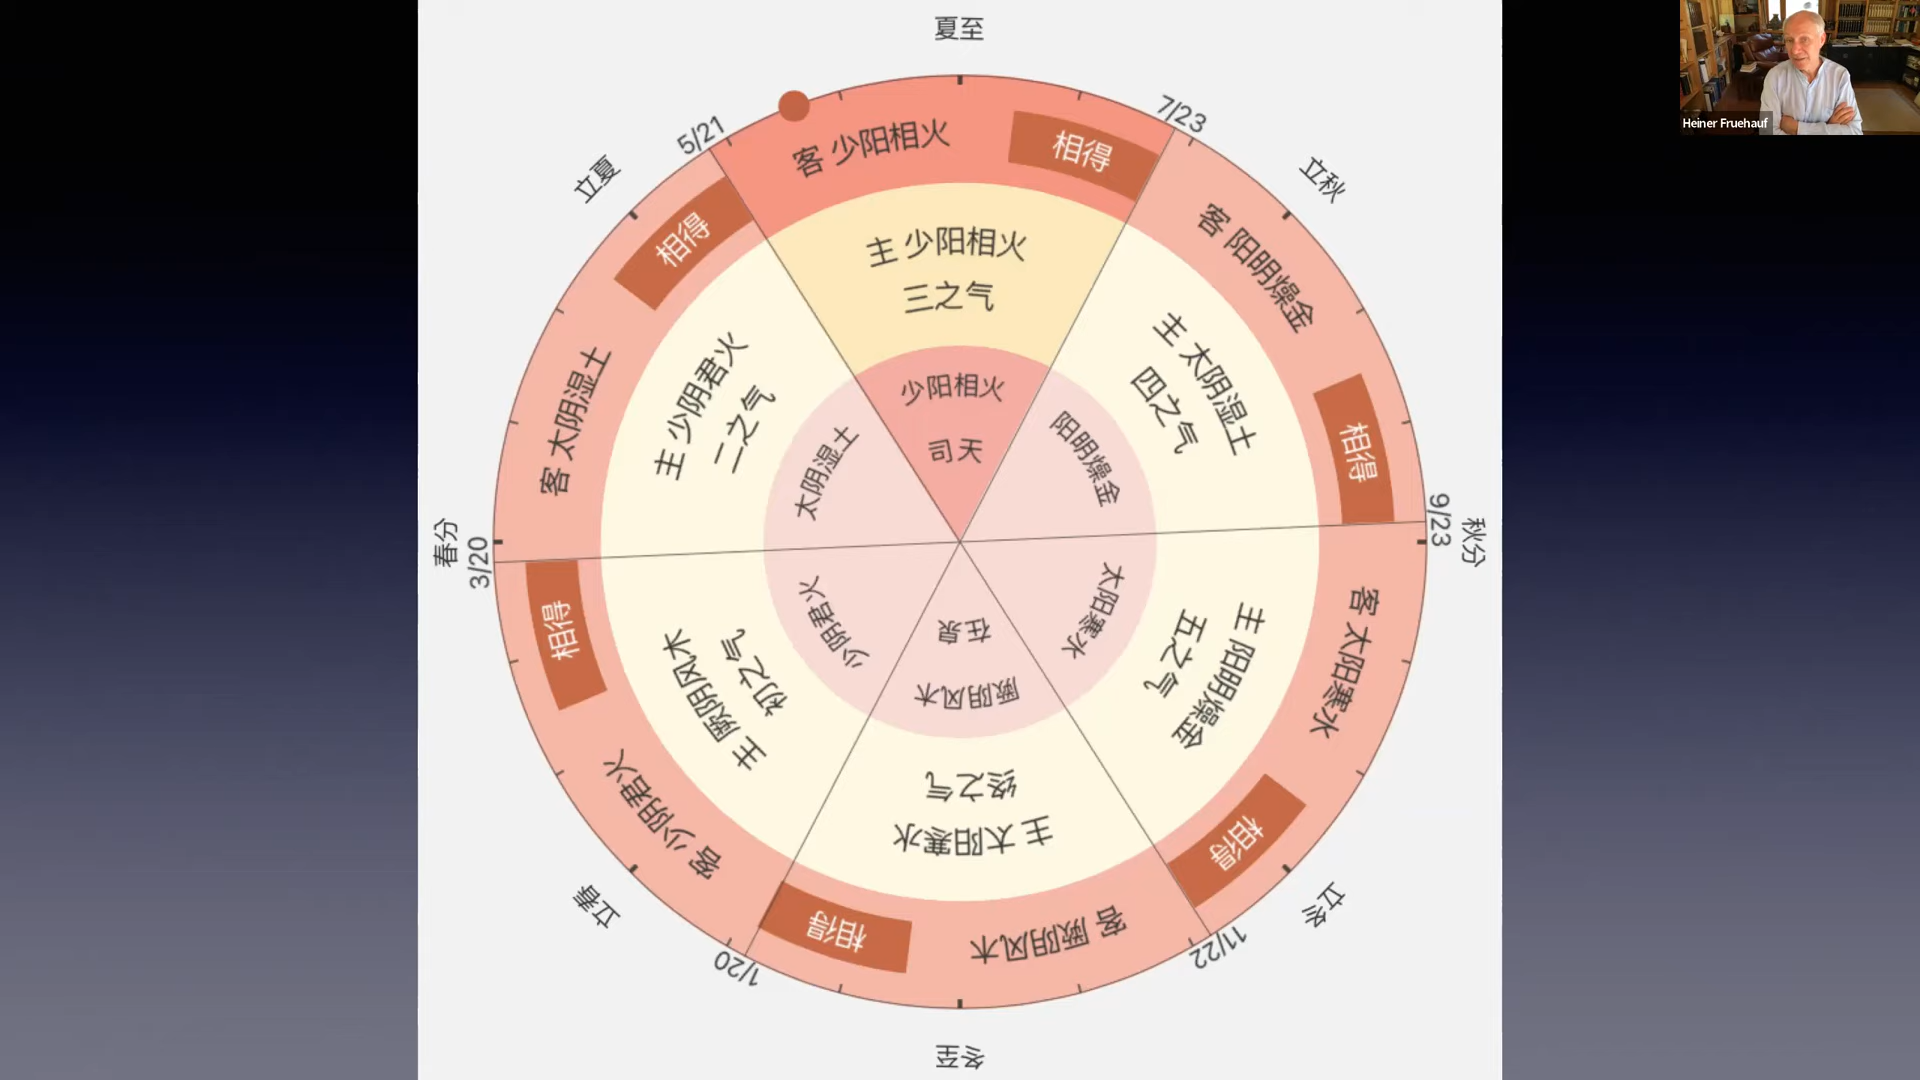 夏至
5/21
客 少阳相火
相得
7/23
主 少阳相火
三之气
少阳相火
司天
立秋
客 阳明燥金
相得
主 太阴湿土
四之气
阳明燥金
9/23
秋分
客 太阳寒水
相得
主 阳明燥金
五之气
太阳寒水
立冬
11/22
客 厥阴风木
相得
主 太阳寒水
终之气
厥阴风木
在泉
冬至
1/20
立春
客 少阴君火
相得
主 厥阴风木
初之气
少阴君火
3/20
春分
客 太阴湿土
相得
主 少阴君火
二之气
太阴湿土
立夏
Heiner Fruehauf